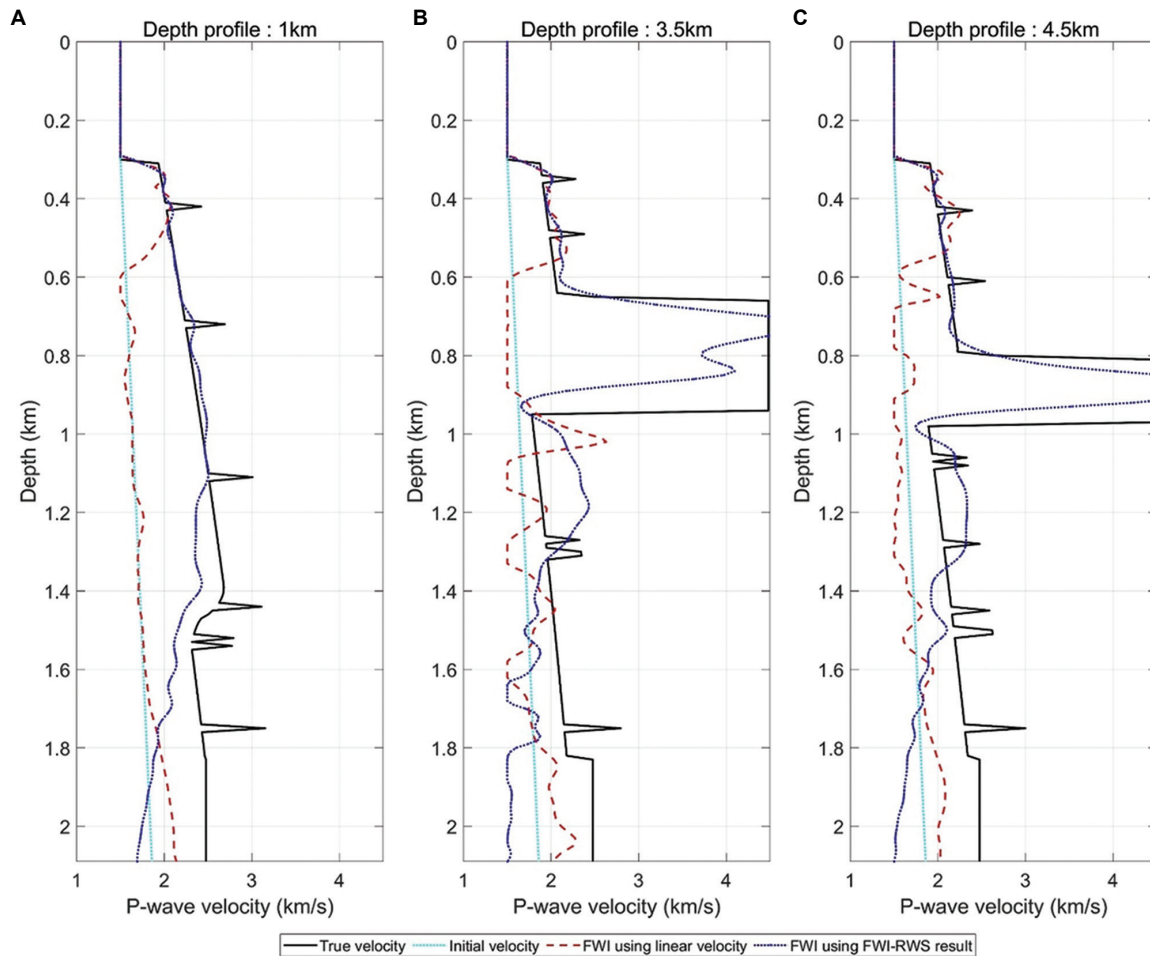 A
B
C
Depth profile : 1km
Depth profile : 3.5km
Depth profile : 4.5km
Depth (km)
0
0.2
0.4
0.6
0.8
1
1.2
1.4
1.6
1.8
2
1 2 3 4
P-wave velocity (km/s)
Depth (km)
0
0.2
0.4
0.6
0.8
1
1.2
1.4
1.6
1.8
2
1 2 3 4
P-wave velocity (km/s)
Depth (km)
0
0.2
0.4
0.6
0.8
1
1.2
1.4
1.6
1.8
2
1 2 3 4
P-wave velocity (km/s)
True velocity Initial velocity FWI using linear velocity FWI using FWI-RWS result